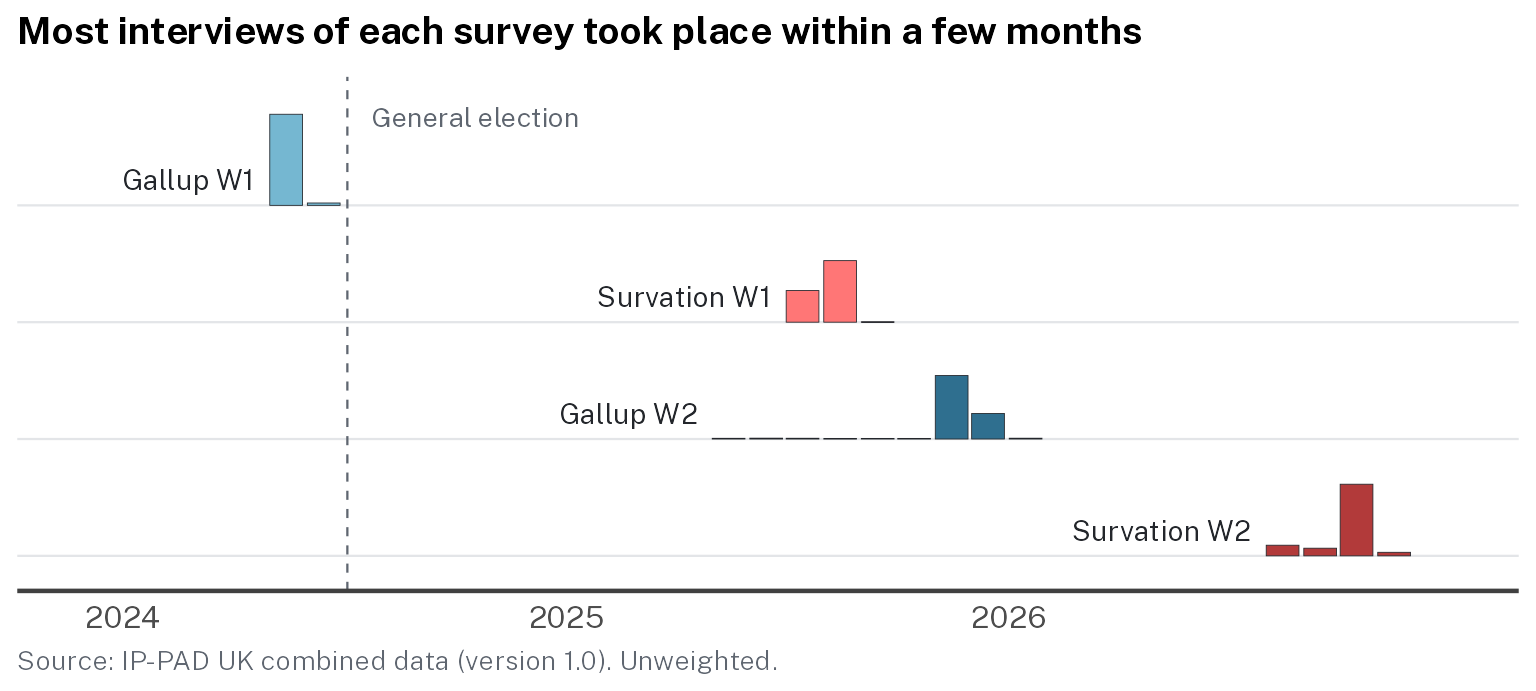 Most interviews of each survey took place within a few months
General election
Gallup W1
Survation W1
Gallup W2
Survation W2
2024
2025
2026
Source: IP-PAD UK combined data (version 1.0). Unweighted.